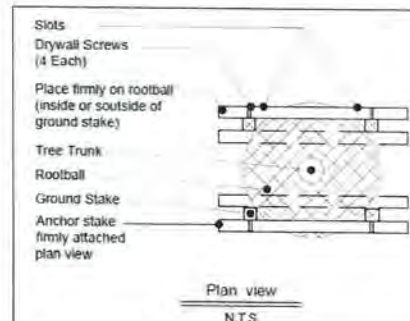 Slots
Drywall Screws
(4 Each)
Place firmly on rootball
(inside or soutside of
ground stake)
Tree Trunk
Rootball
Ground Stake
Anchor stake
firmly attached
plan view
Plan view
N.T.S.